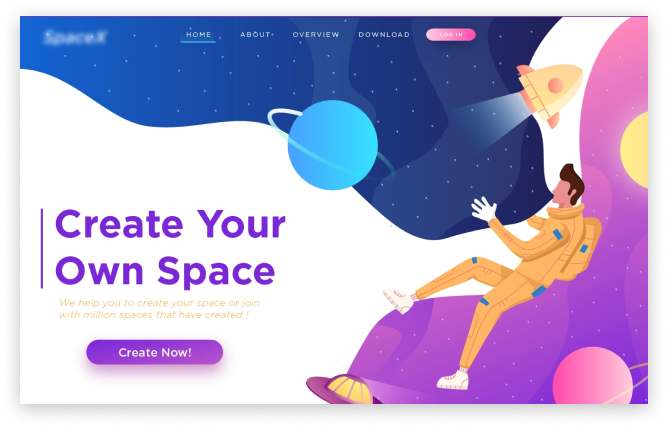 SpaceX
HOME ABOUT OVERVIEW DOWNLOAD LOG IN
Create Your
Own Space
We help you to create your space or join
with million spaces that have created !
Create Now!